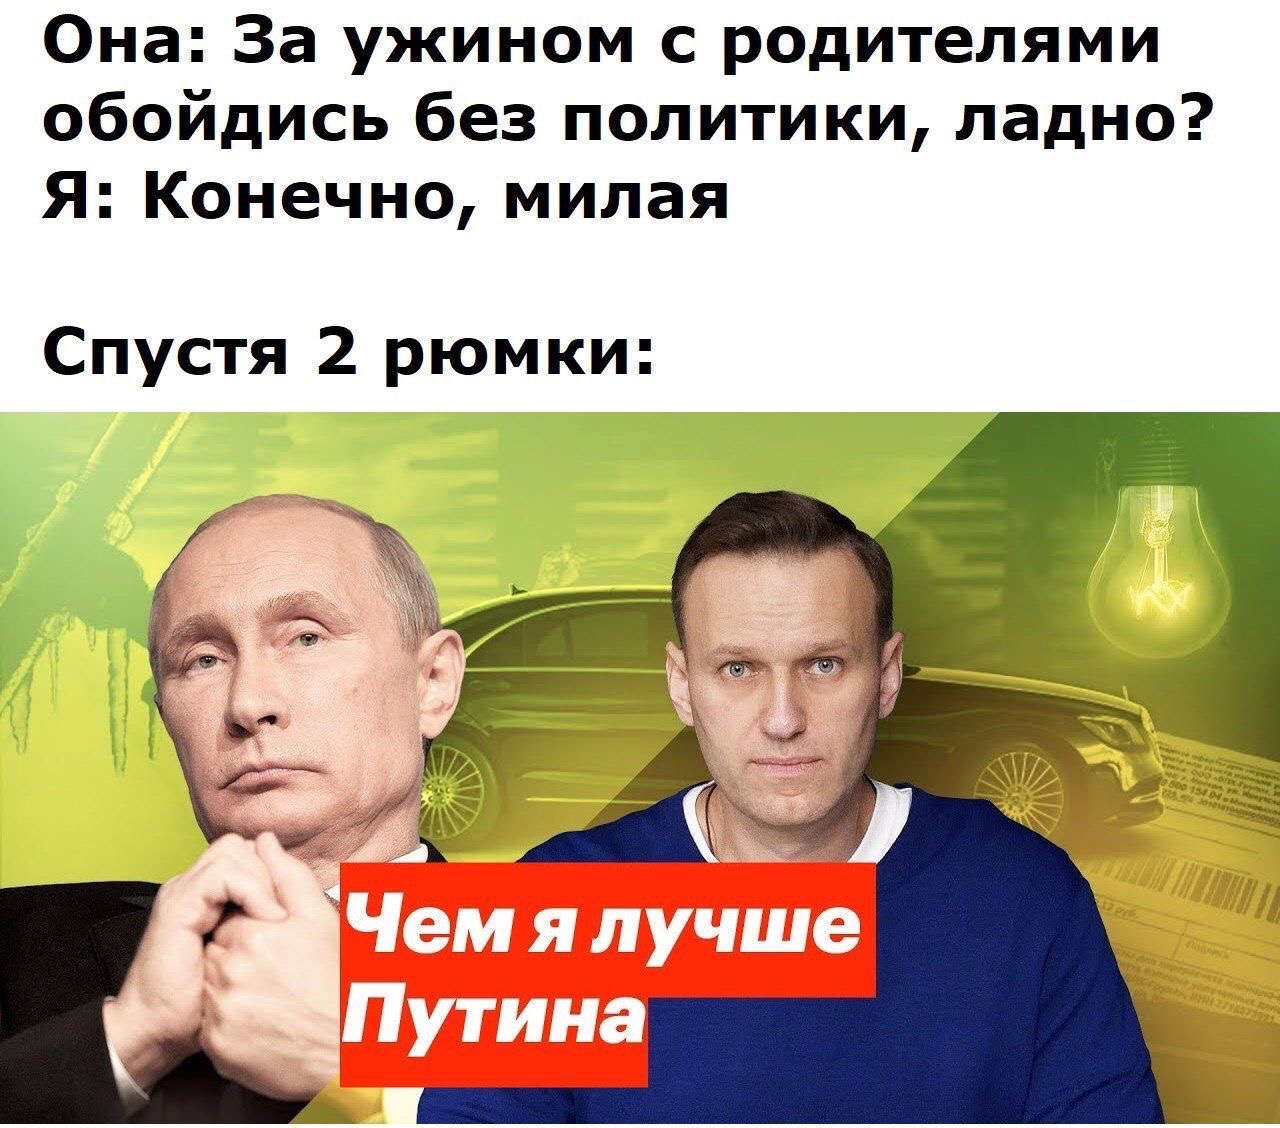 Она: За ужином с родителями
обойдись без политики, ладно?
Я: Конечно, милая
Спустя 2 рюмки:
Чем я лучше
Путина